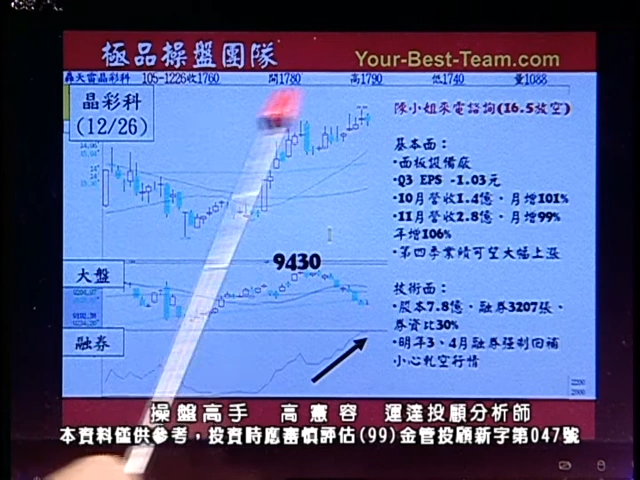 極品操盤團隊
Your-Best-Team.com
轟天雷晶彩科 105-1226收1760 開1780 高1790 低1740 量1088
晶彩科
(12/26)
陳小姐來電諮詢(16.5放空)
基本面：
•面板設備廠
•Q3 EPS -1.03元
•10月營收1.4億，月增101%
•11月營收2.8億，月增99%
年增106%
•第四季業績可望大幅上漲
9430
大盤
技術面：
•股本7.8億，融券3207張，
券資比30%
•明年3、4月融券強制回補
小心軋空行情
融券
操盤高手 高憲容 運達投顧分析師
本資料僅供參考，投資時應審慎評估(99)金管投顧新字第047號